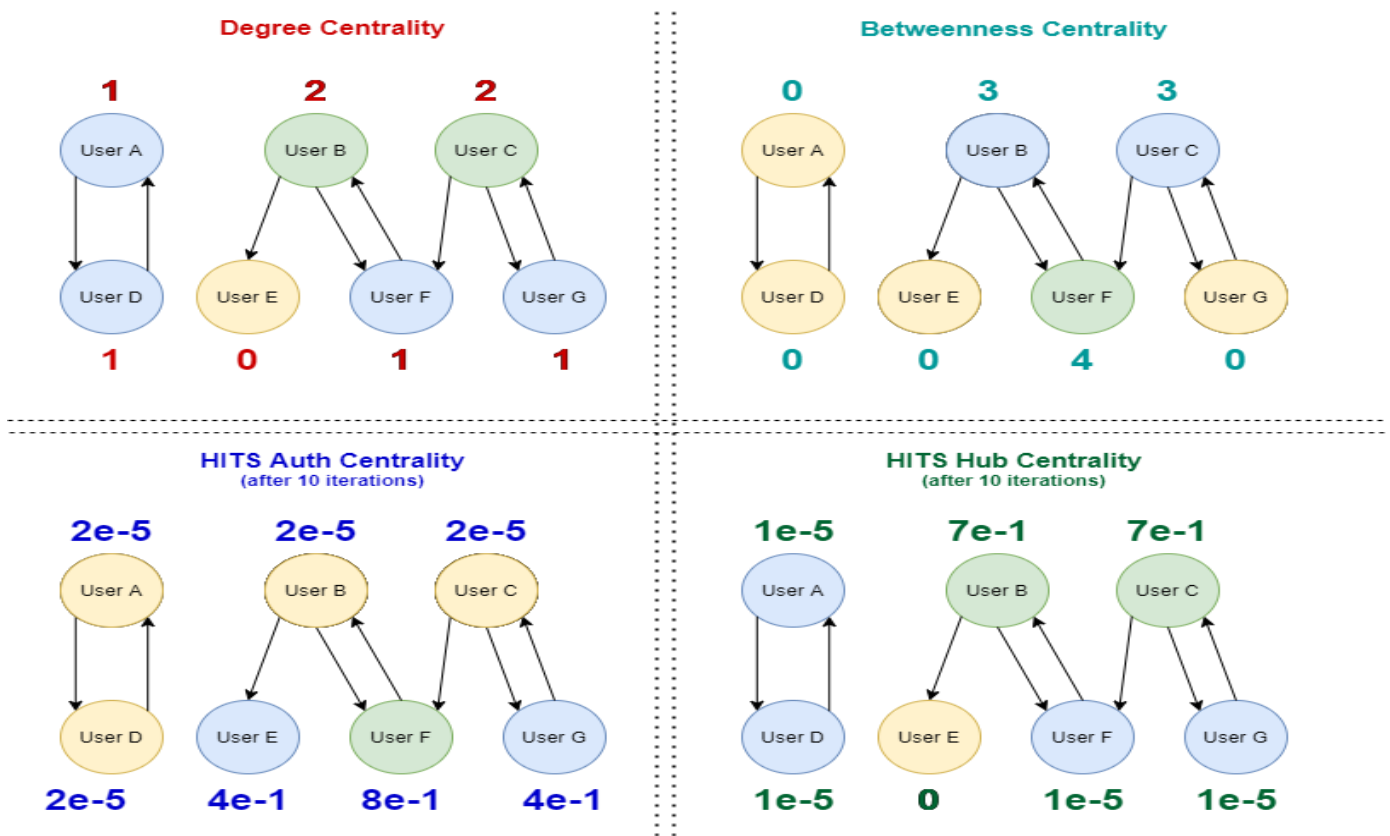 Degree Centrality
1 2 2
User A User B User C
User D User E User F User G
1 0 1 1
Betweenness Centrality
0 3 3
User A User B User C
User D User E User F User G
0 0 4 0
HITS Auth Centrality
(after 10 iterations)
2e-5 2e-5 2e-5
User A User B User C
User D User E User F User G
2e-5 4e-1 8e-1 4e-1
HITS Hub Centrality
(after 10 iterations)
1e-5 7e-1 7e-1
User A User B User C
User D User E User F User G
1e-5 0 1e-5 1e-5